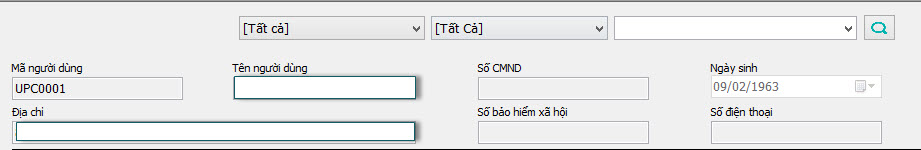 [Tất cả] [Tất Cả]
Mã người dùng Tên người dùng Số CMND Ngày sinh
UPC0001 09/02/1963
Địa chỉ Số bảo hiểm xã hội Số điện thoại